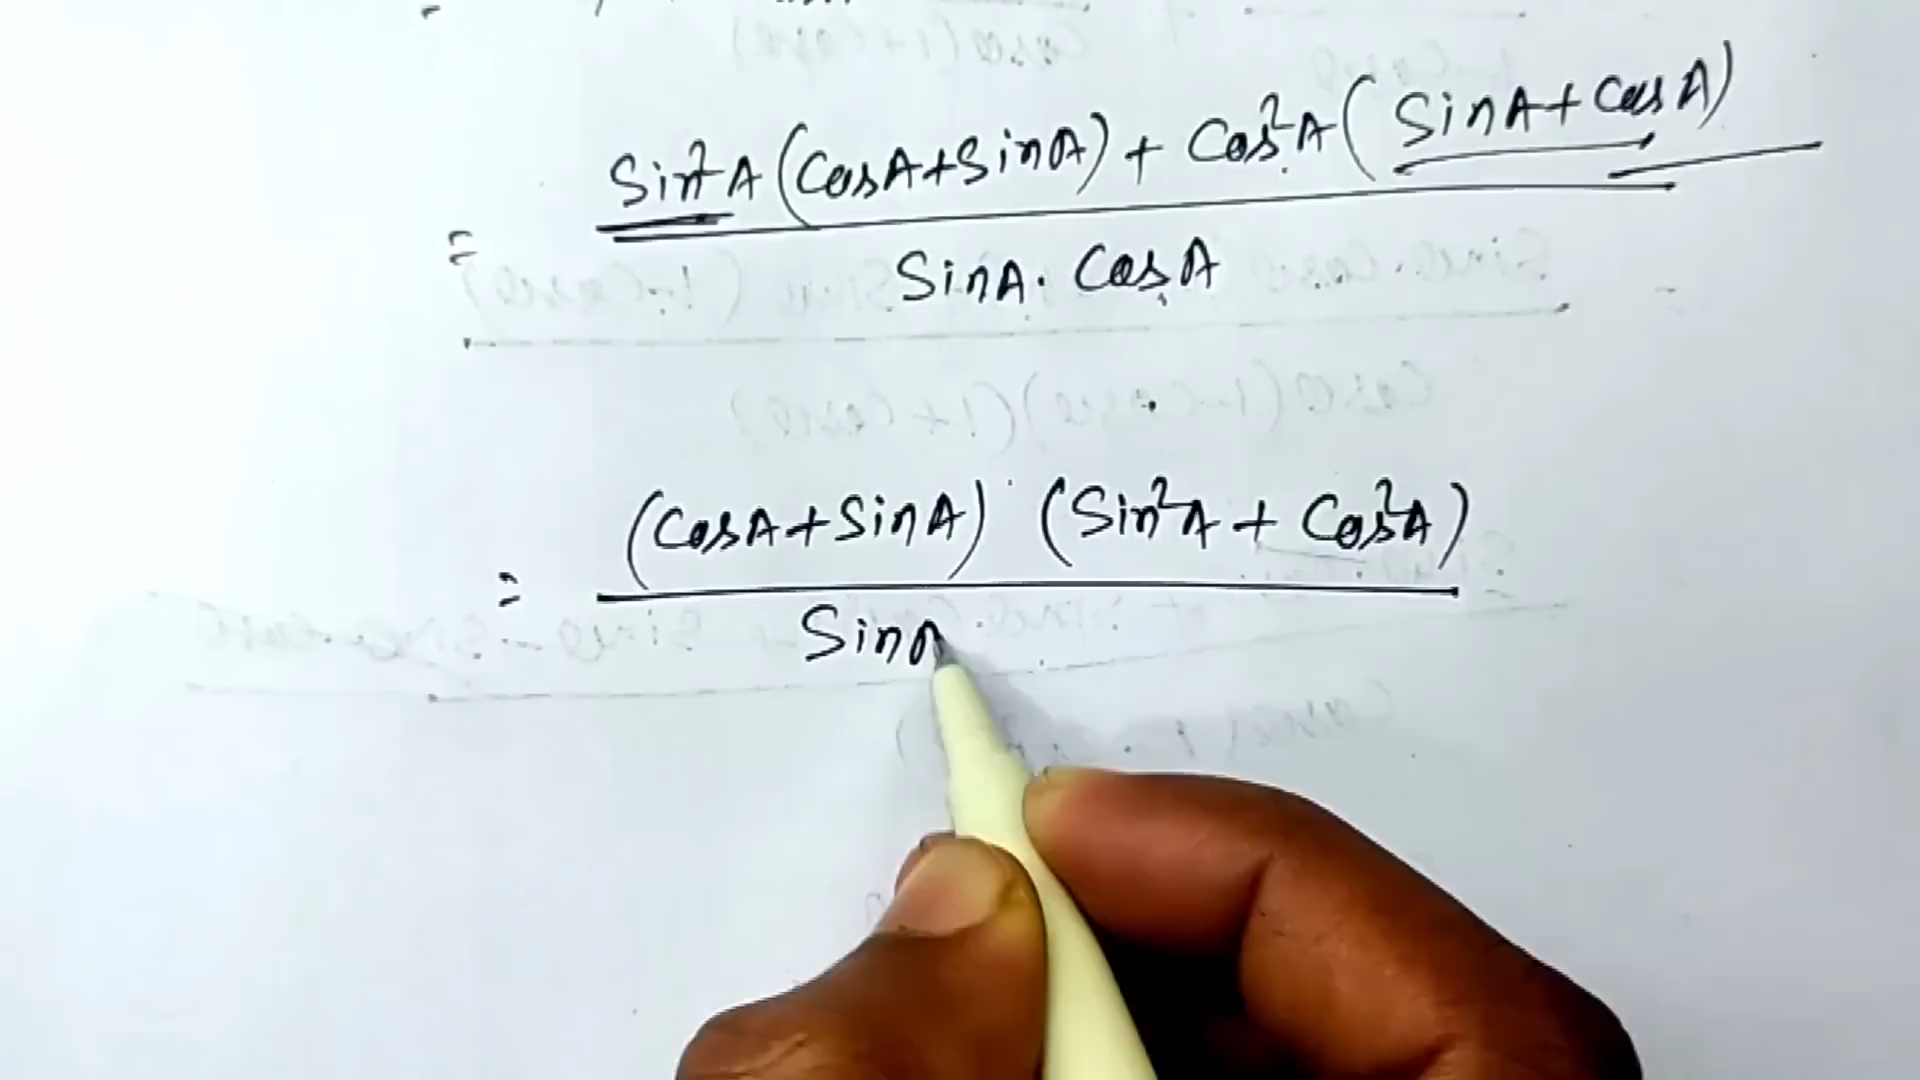 Sin²A (CosA+SinA) + Cos²A ( SinA+CosA)
=
SinA. CosA
(CosA+SinA) (Sin²A + Cos²A)
=
SinA